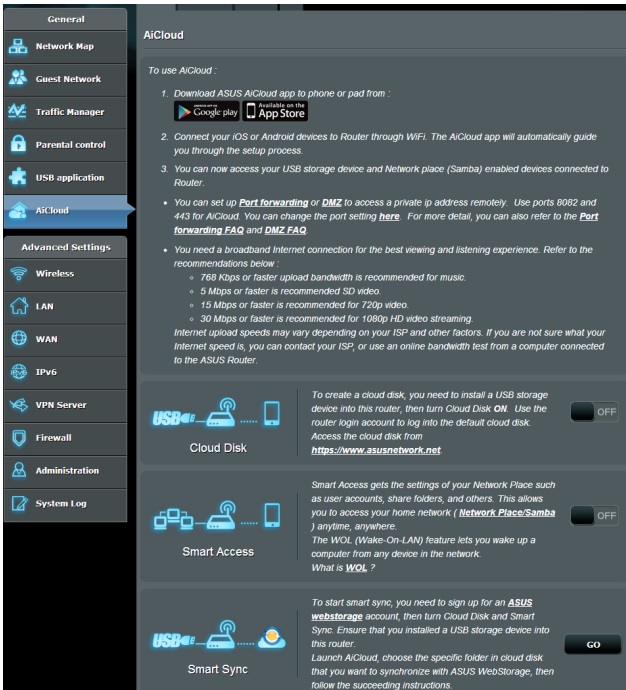 General
Network Map
Guest Network
Traffic Manager
Parental control
USB application
AiCloud
Advanced Settings
Wireless
LAN
WAN
IPv6
VPN Server
Firewall
Administration
System Log
AiCloud
To use AiCloud :
1. Download ASUS AiCloud app to phone or pad from :
ANDROID APP ON
Google play
Available on the
App Store
2. Connect your iOS or Android devices to Router through WiFi. The AiCloud app will automatically guide
you through the setup process.
3. You can now access your USB storage device and Network place (Samba) enabled devices connected to
Router.
• You can set up Port forwarding or DMZ to access a private ip address remotely. Use ports 8082 and
443 for AiCloud. You can change the port setting here. For more detail, you can also refer to the Port
forwarding FAQ and DMZ FAQ.
• You need a broadband Internet connection for the best viewing and listening experience. Refer to the
recommendations below :
◦ 768 Kbps or faster upload bandwidth is recommended for music.
◦ 5 Mbps or faster is recommended SD video.
◦ 15 Mbps or faster is recommended for 720p video.
◦ 30 Mbps or faster is recommended for 1080p HD video streaming.
Internet upload speeds may vary depending on your ISP and other factors. If you are not sure what your
Internet speed is, you can contact your ISP, or use an online bandwidth test from a computer connected
to the ASUS Router.
USB
Cloud Disk
To create a cloud disk, you need to install a USB storage
device into this router, then turn Cloud Disk ON. Use the
router login account to log into the default cloud disk.
Access the cloud disk from
https://www.asusnetwork.net.
OFF
Smart Access
Smart Access gets the settings of your Network Place such
as user accounts, share folders, and others. This allows
you to access your home network ( Network Place/Samba
) anytime, anywhere.
The WOL (Wake-On-LAN) feature lets you wake up a
computer from any device in the network.
What is WOL ?
OFF
USB
Smart Sync
To start smart sync, you need to sign up for an ASUS
webstorage account, then turn Cloud Disk and Smart
Sync. Ensure that you installed a USB storage device into
this router.
Launch AiCloud, choose the specific folder in cloud disk
that you want to synchronize with ASUS WebStorage, then
follow the succeeding instructions.
GO